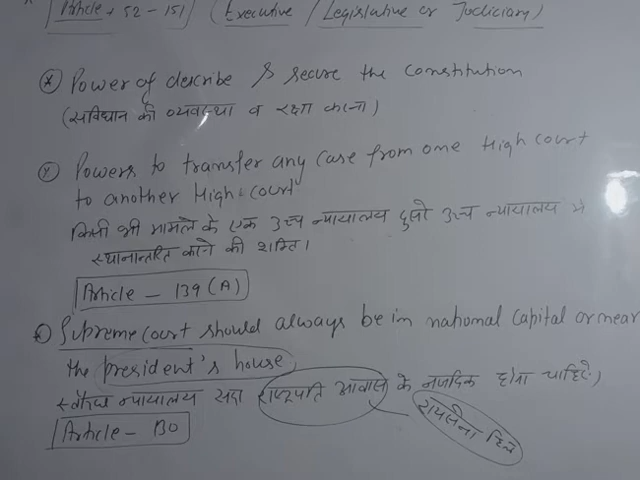 Article → 52 - 151 (Executive / Legislative or Judiciary)
Power of describe & secure the constitution
(संविधान की व्यवस्था व रक्षा करना)
Powers to transfer any case from one High court
to another High court
किसी भी मामले के एक उच्च न्यायालय दुसरे उच्च न्यायालय मे
स्थानान्तरित करने की शक्ति।
Article - 139 (A)
Supreme court should always be in national capital or near
the president's house
न्यायालय सदा राष्ट्रपति आवास के नजदिक होना चाहिए)
रायसेना हिल
Article - 130